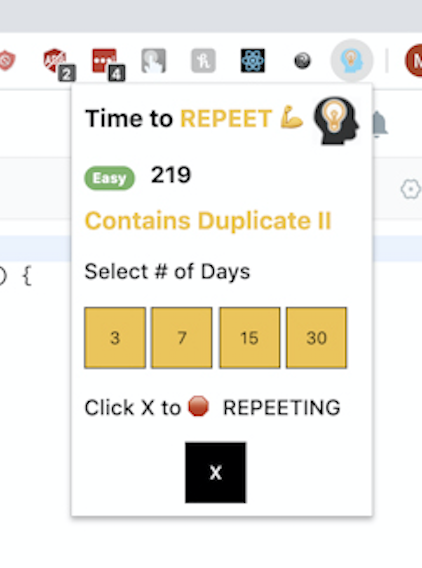 2
4
h
M
Time to REPEET 💪
Easy 219
Contains Duplicate II
) {
Select # of Days
3 7 15 30
Click X to 🛑 REPEETING
X